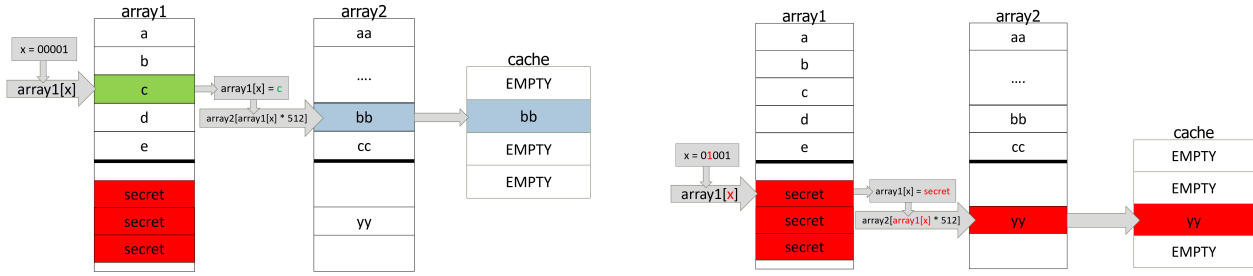 array1
array2
a
aa
x = 00001
b
....
cache
EMPTY
array1[x]
c
array1[x] = c
array2[array1[x] * 512]
d
bb
bb
e
cc
EMPTY
EMPTY
secret
secret
yy
secret
array1
array2
a
aa
b
....
c
d
bb
cache
x = 01001
e
cc
EMPTY
array1[x]
secret
array1[x] = secret
EMPTY
array2[array1[x] * 512]
secret
yy
yy
secret
EMPTY